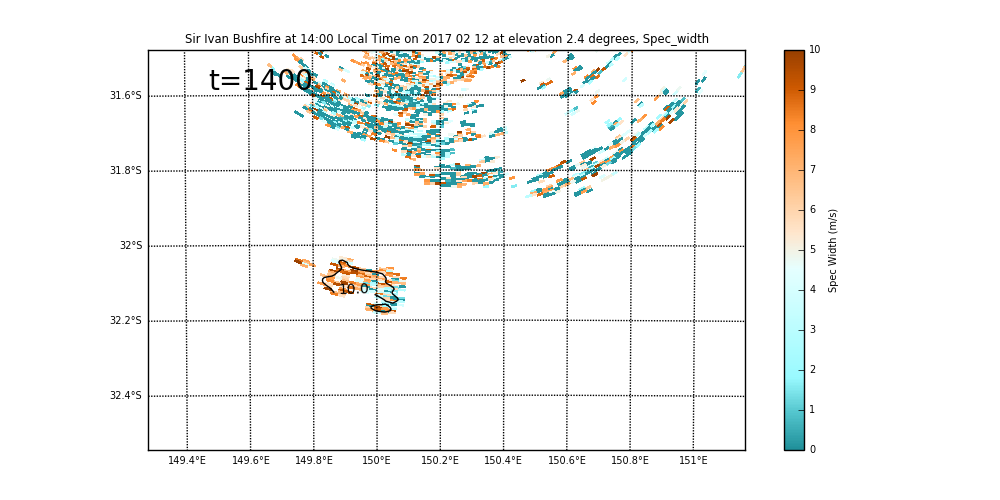 Sir Ivan Bushfire at 14:00 Local Time on 2017 02 12 at elevation 2.4 degrees, Spec_width
t=1400
31.6°S
31.8°S
32°S
32.2°S
32.4°S
10.0
149.4°E 149.6°E 149.8°E 150°E 150.2°E 150.4°E 150.6°E 150.8°E 151°E
10
9
8
7
6
5
4
3
2
1
0
Spec Width (m/s)